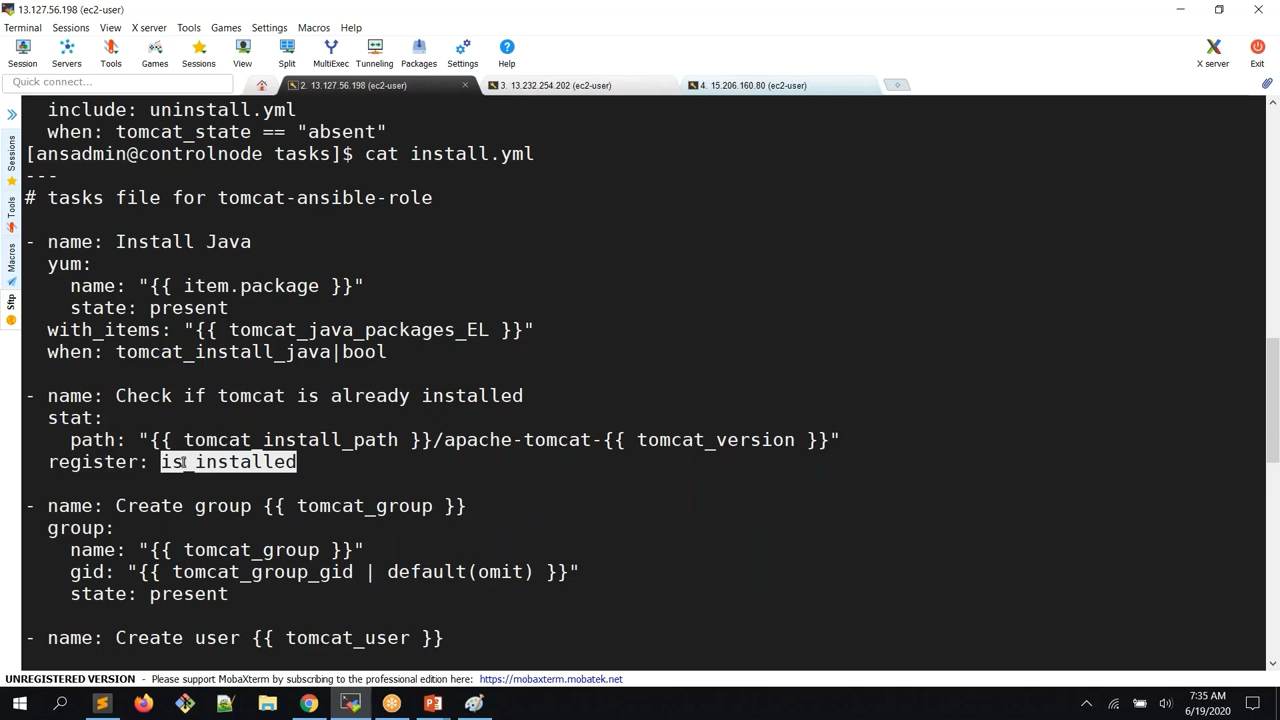 13.127.56.198 (ec2-user)
Terminal Sessions View X server Tools Games Settings Macros Help
Session Servers Tools Games Sessions View Split MultiExec Tunneling Packages Settings Help X server Exit
Quick connect...
2. 13.127.56.198 (ec2-user)
3. 13.232.254.202 (ec2-user)
4. 15.206.160.80 (ec2-user)
Sessions
Tools
Macros
Sftp
include: uninstall.yml
when: tomcat_state == "absent"
[ansadmin@controlnode tasks]$ cat install.yml
---
# tasks file for tomcat-ansible-role
- name: Install Java
yum:
name: "{{ item.package }}"
state: present
with_items: "{{ tomcat_java_packages_EL }}"
when: tomcat_install_java|bool
- name: Check if tomcat is already installed
stat:
path: "{{ tomcat_install_path }}/apache-tomcat-{{ tomcat_version }}"
register: is_installed
- name: Create group {{ tomcat_group }}
group:
name: "{{ tomcat_group }}"
gid: "{{ tomcat_group_gid | default(omit) }}"
state: present
- name: Create user {{ tomcat_user }}
UNREGISTERED VERSION - Please support MobaXterm by subscribing to the professional edition here: https://mobaxterm.mobatek.net
7:35 AM
6/19/2020